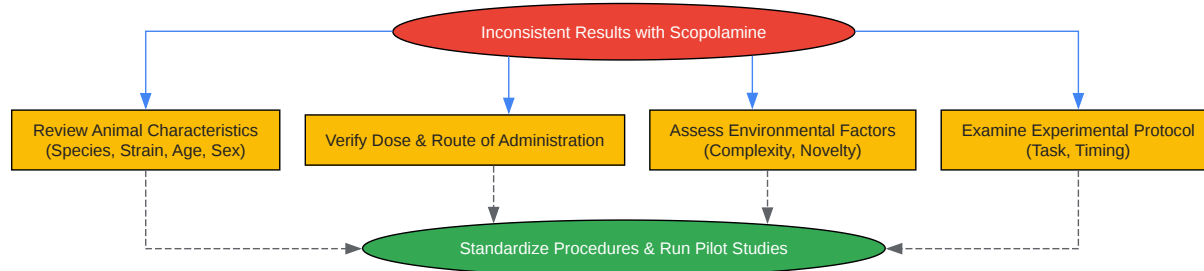 Inconsistent Results with Scopolamine
Review Animal Characteristics
(Species, Strain, Age, Sex)
Verify Dose & Route of Administration
Assess Environmental Factors
(Complexity, Novelty)
Examine Experimental Protocol
(Task, Timing)
Standardize Procedures & Run Pilot Studies